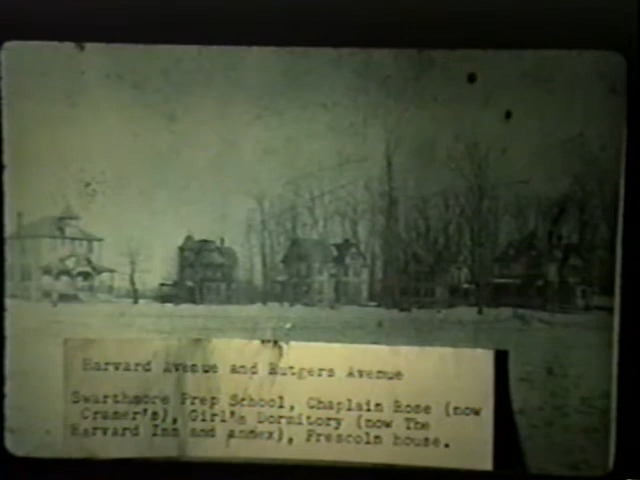 Harvard Avenue and Rutgers Avenue
Swarthmore Prep School, Chaplain Rose (now
Cramer's), Girl's Dormitory (now The
Harvard Inn and annex), Frescoln house.